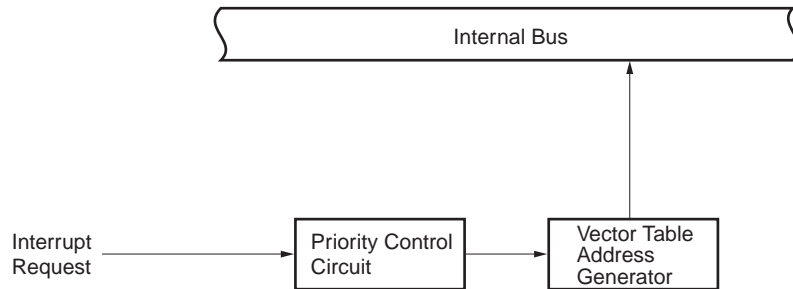 Internal Bus
Interrupt
Request
Priority Control
Circuit
Vector Table
Address
Generator